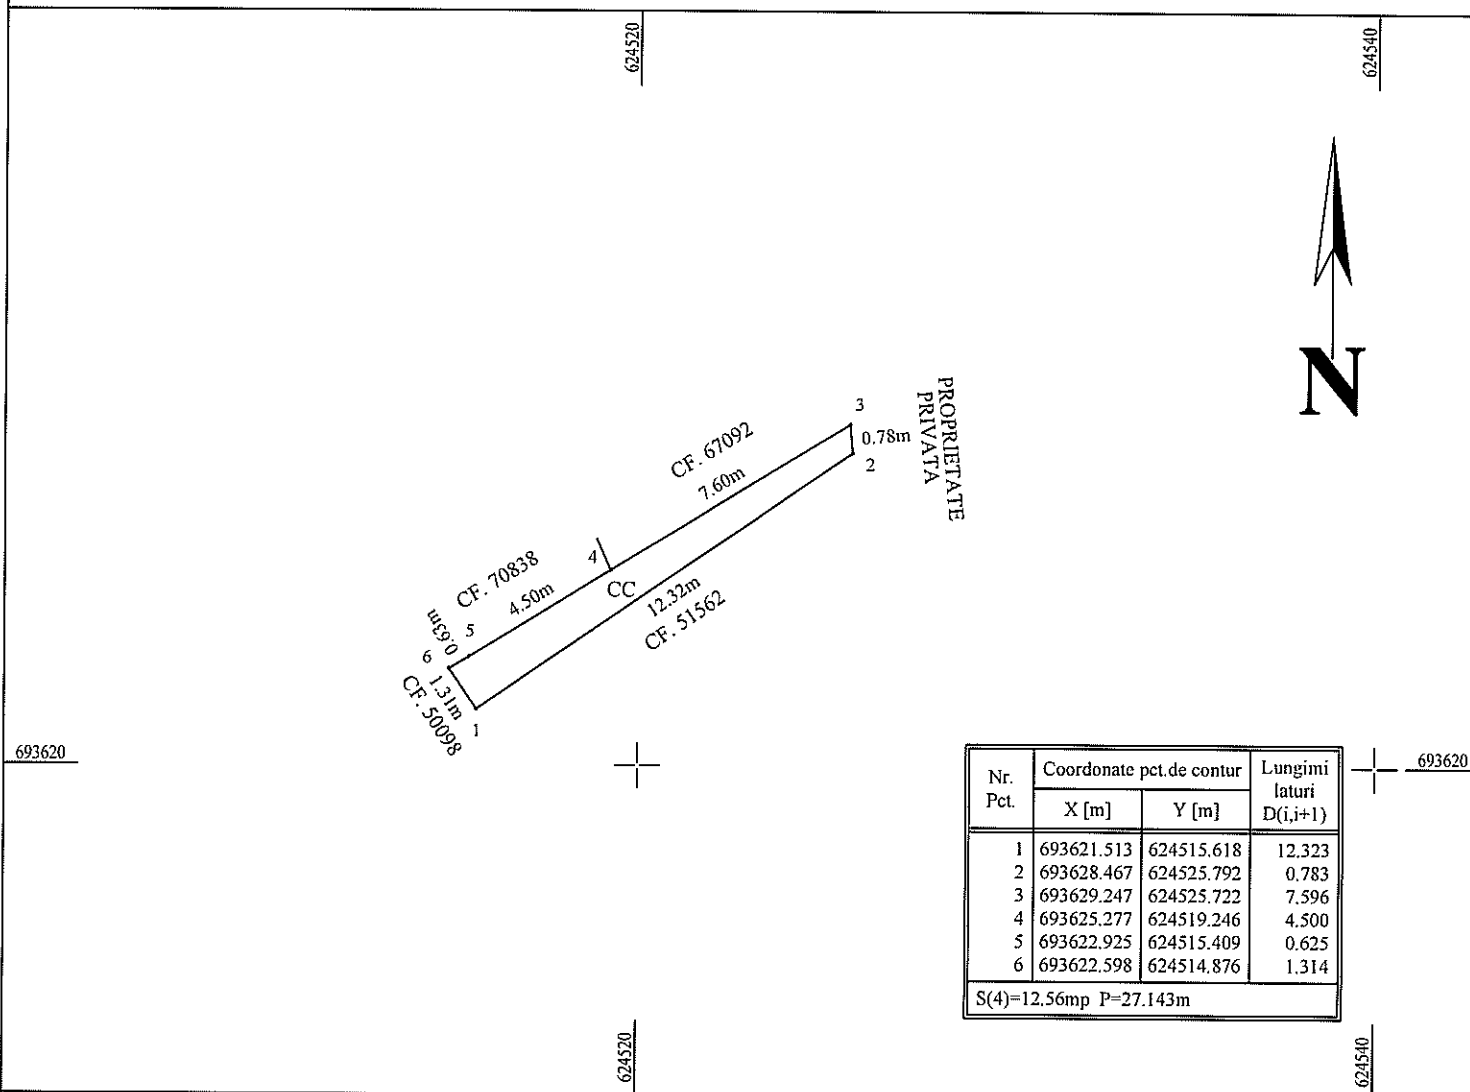 624520
624540
N
3
PROPRIETATE
PRIVATA
0.78m
2
CF. 67092
7.60m
4
CF. 70838
4.50m
CC
12.32m
CF. 51562
0.63m
5
6
1.31m
CF. 50098
1
693620
693620
Nr. Pct. Coordonate pct.de contur Lungimi laturi D(i,i+1)
X [m] Y [m]
1 693621.513 624515.618 12.323
2 693628.467 624525.792 0.783
3 693629.247 624525.722 7.596
4 693625.277 624519.246 4.500
5 693622.925 624515.409 0.625
6 693622.598 624514.876 1.314
S(4)=12.56mp P=27.143m
624520
624540